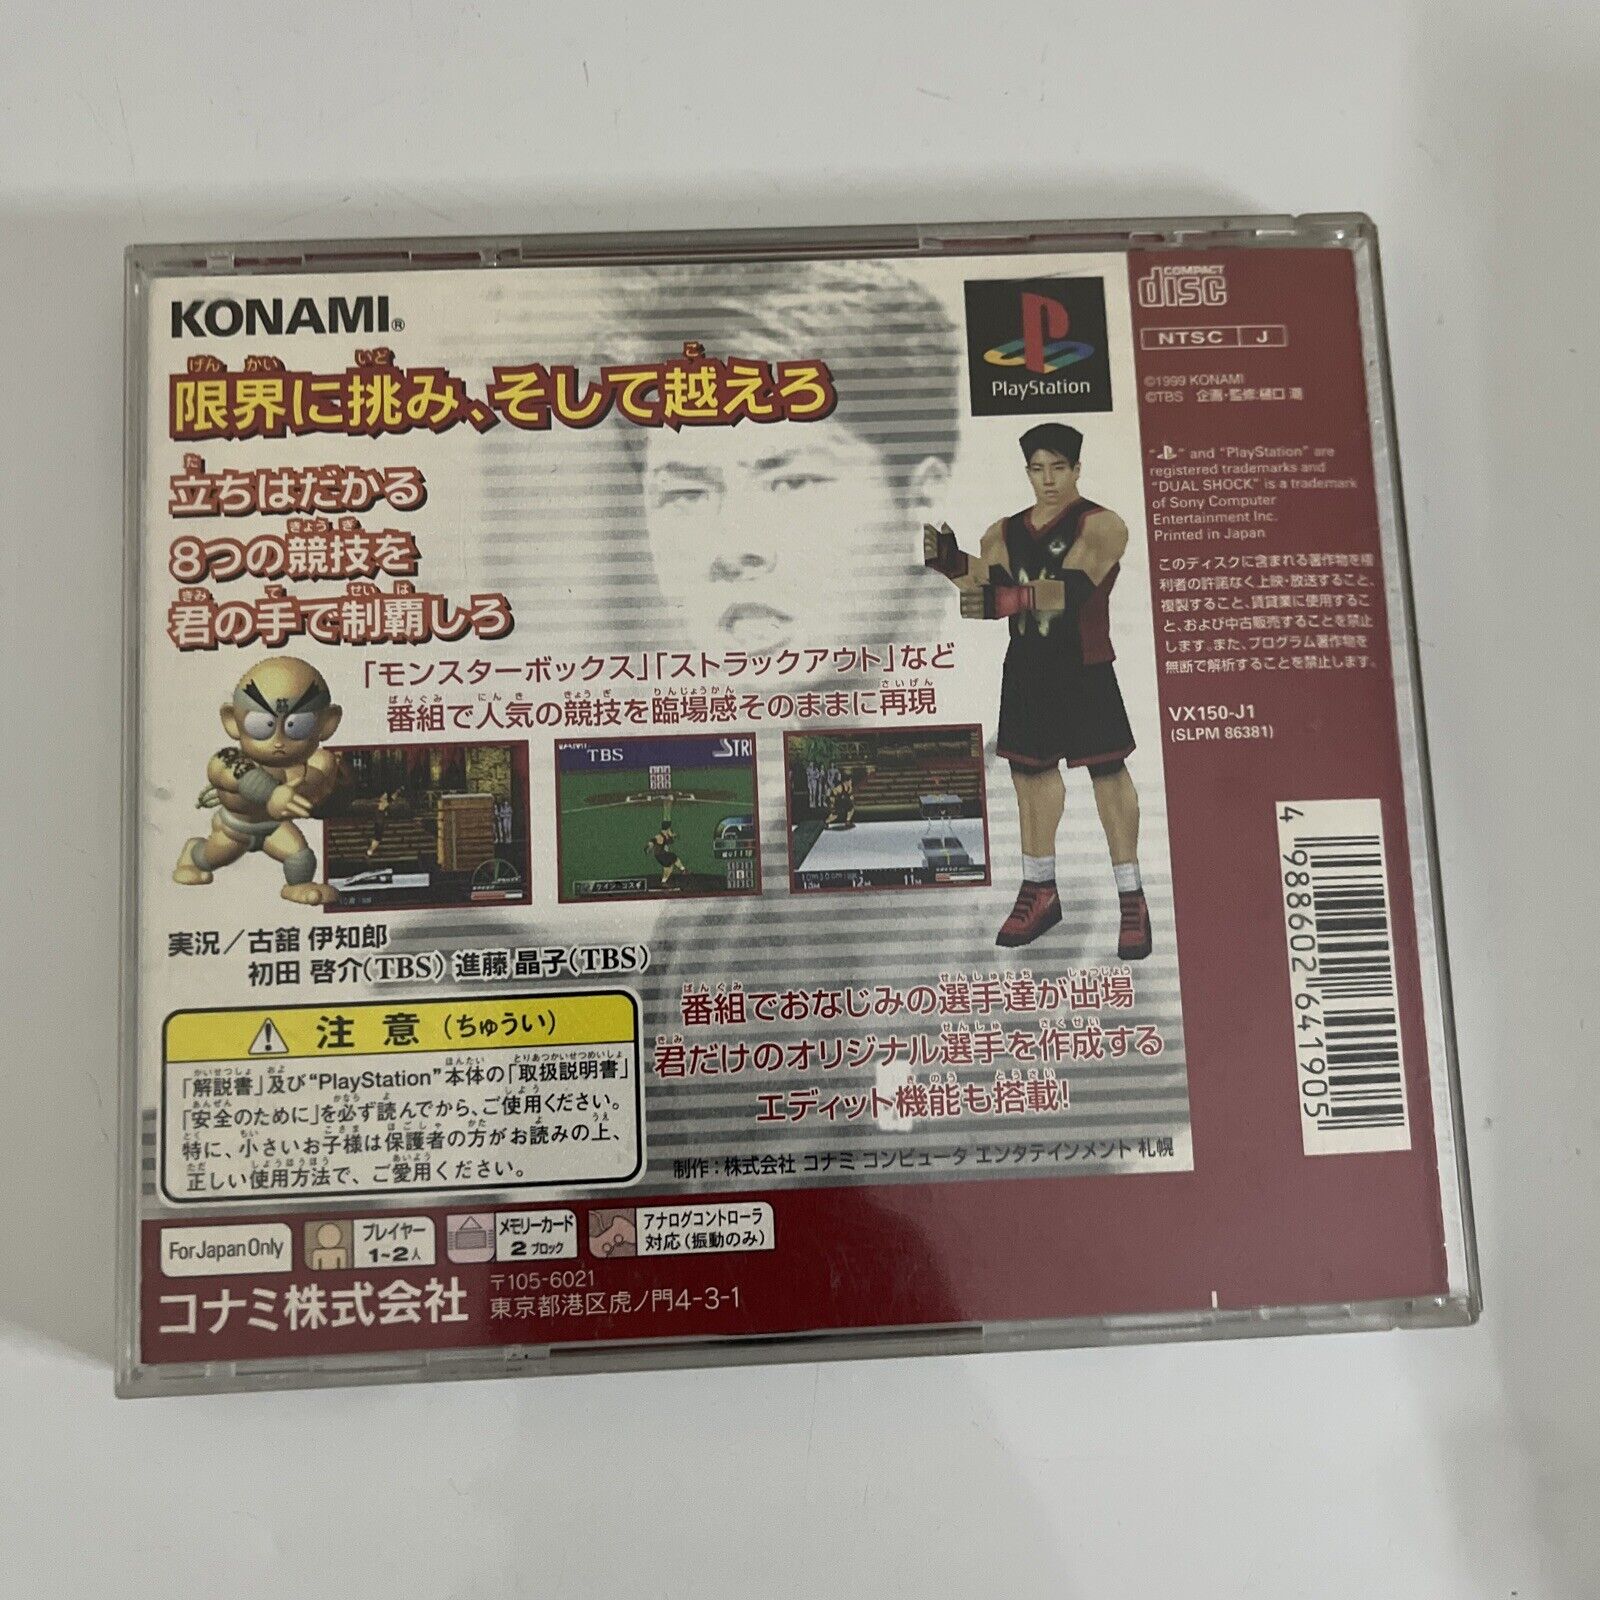 KONAMI®
限界に挑み、そして越えろ
立ちはだかる
8つの競技を
君の手で制覇しろ
「モンスターボックス」「ストラックアウト」など
番組で人気の競技を臨場感そのままに再現
TBS
STRI
実況/古舘 伊知郎
初田 啓介(TBS) 進藤 晶子(TBS)
注意(ちゅうい)
「解説書」及び“PlayStation”本体の「取扱説明書」
「安全のために」を必ず読んでから、ご使用ください。
特に、小さいお子様は保護者の方がお読みの上、
正しい使用方法で、ご愛用ください。
番組でおなじみの選手達が出場
君だけのオリジナル選手を作成する
エディット機能も搭載!
制作:株式会社 コナミ コンピュータ エンタテインメント 札幌
For Japan Only
プレイヤー
1~2人
メモリーカード
2ブロック
アナログコントローラ
対応(振動のみ)
コナミ株式会社
〒105-6021
東京都港区虎ノ門4-3-1
PlayStation
COMPACT
disc
NTSC J
©1999 KONAMI
©TBS 企画・監修:樋口 潮
“ ” and “PlayStation” are
registered trademarks and
“DUAL SHOCK” is a trademark
of Sony Computer
Entertainment Inc.
Printed in Japan
このディスクに含まれる著作物を権
利者の許諾なく上映・放送すること、
複製すること、賃貸業に使用するこ
と、および中古販売することを禁止
します。また、プログラム著作物を
無断で解析することを禁止します。
VX150-J1
(SLPM 86381)
4 988602 641905